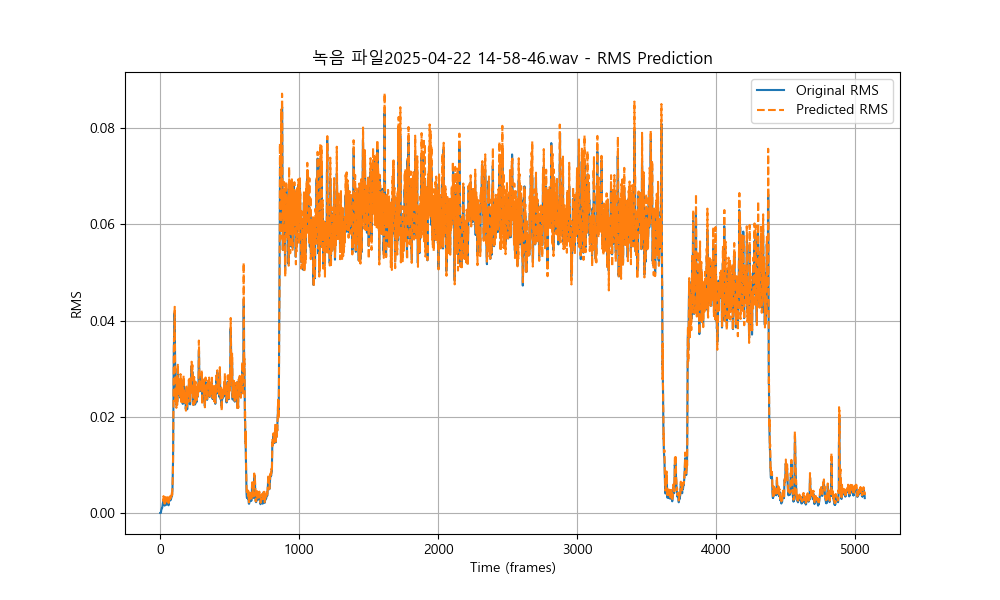 녹음 파일2025-04-22 14-58-46.wav - RMS Prediction
Original RMS
Predicted RMS
0.08
0.06
0.04
0.02
0.00
RMS
0 1000 2000 3000 4000 5000
Time (frames)